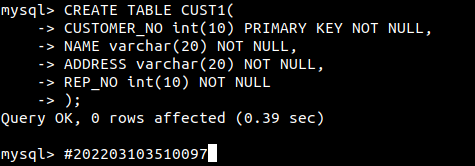 mysql> CREATE TABLE CUST1(
    -> CUSTOMER_NO int(10) PRIMARY KEY NOT NULL,
    -> NAME varchar(20) NOT NULL,
    -> ADDRESS varchar(20) NOT NULL,
    -> REP_NO int(10) NOT NULL
    -> );
Query OK, 0 rows affected (0.39 sec)
mysql> #202203103510097